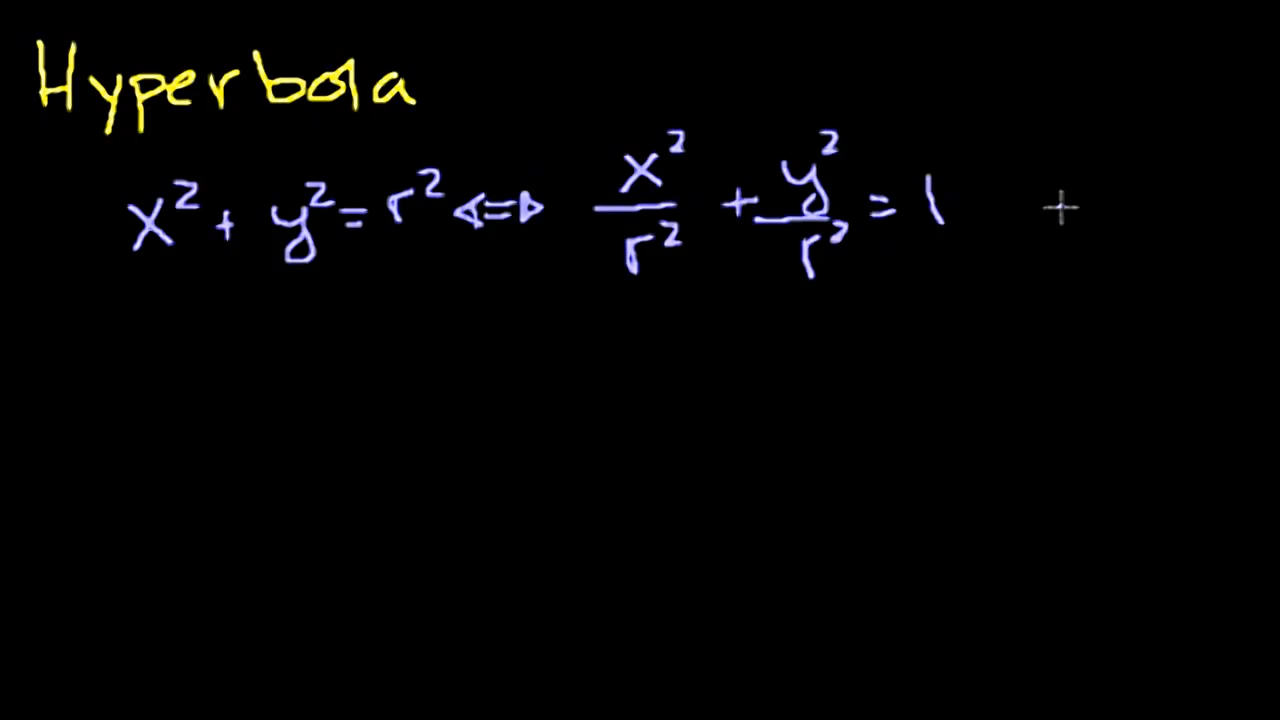 Hyperbola
x² + y² = r² <=> x²/r² + y²/r² = 1